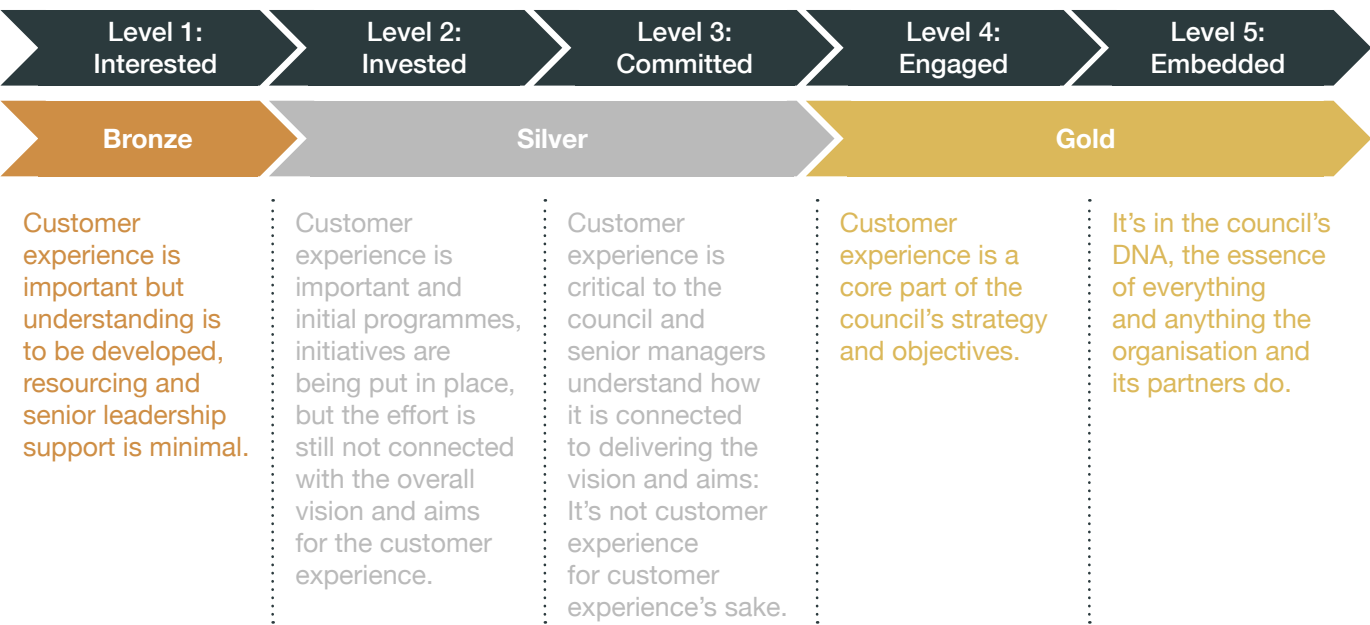 Level 1:
Interested
Level 2:
Invested
Level 3:
Committed
Level 4:
Engaged
Level 5:
Embedded
Bronze
Silver
Gold
Customer
experience is
important but
understanding is
to be developed,
resourcing and
senior leadership
support is minimal.
Customer
experience is
important and
initial programmes,
initiatives are
being put in place,
but the effort is
still not connected
with the overall
vision and aims
for the customer
experience.
Customer
experience is
critical to the
council and
senior managers
understand how
it is connected
to delivering the
vision and aims:
It’s not customer
experience
for customer
experience’s sake.
Customer
experience is a
core part of the
council’s strategy
and objectives.
It’s in the council’s
DNA, the essence
of everything
and anything the
organisation and
its partners do.